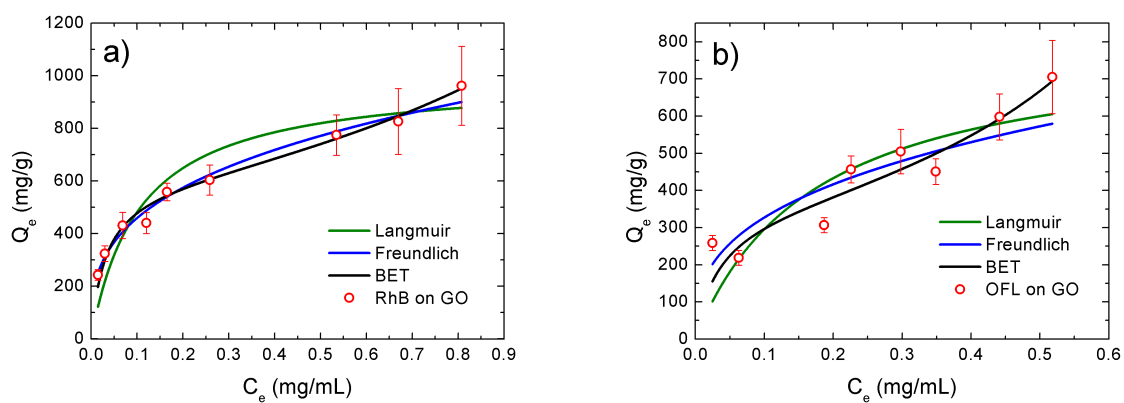 a)
1200
1000
800
600
400
200
0
Qe (mg/g)
0.0 0.1 0.2 0.3 0.4 0.5 0.6 0.7 0.8 0.9
Ce (mg/mL)
Langmuir
Freundlich
BET
RhB on GO
b)
800
700
600
500
400
300
200
100
0
Qe (mg/g)
0.0 0.1 0.2 0.3 0.4 0.5 0.6
Ce (mg/mL)
Langmuir
Freundlich
BET
OFL on GO